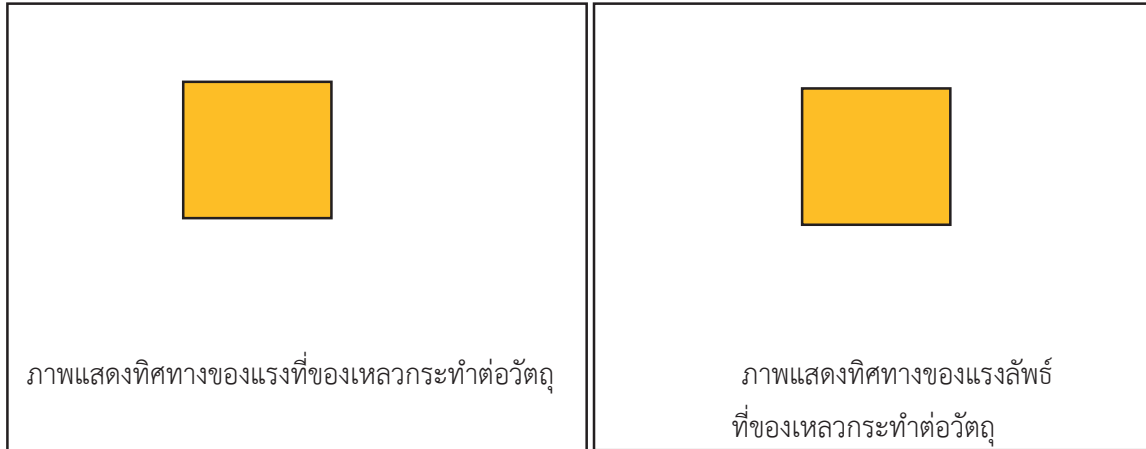 ภาพแสดงทิศทางของแรงที่ของเหลวกระทำต่อวัตถุ
ภาพแสดงทิศทางของแรงลัพธ์
ที่ของเหลวกระทำต่อวัตถุ